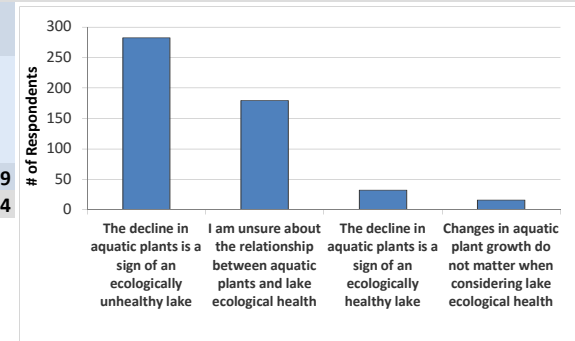 300
250
200
150
100
50
0
# of Respondents
9
4
The decline in aquatic plants is a sign of an ecologically unhealthy lake
I am unsure about the relationship between aquatic plants and lake ecological health
The decline in aquatic plants is a sign of an ecologically healthy lake
Changes in aquatic plant growth do not matter when considering lake ecological health